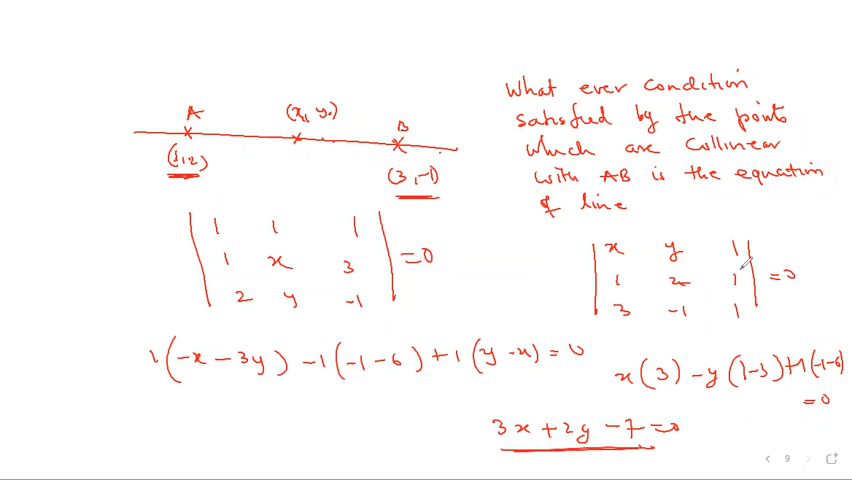 A
(x, y)
B
(1, 2)
(3, -1)
What ever condition
satisfied by the points
which are collinear
with AB is the equation
of line
| 1 1 1 |
| 1 x 3 | = 0
| 2 y -1 |
| x y 1 |
| 1 2 1 | = 0
| 3 -1 1 |
1(-x - 3y) - 1(-1 - 6) + 1(y - x) = 0
x(3) - y(1-3) + 1(-1-6)
= 0
3x + 2y - 7 = 0
9